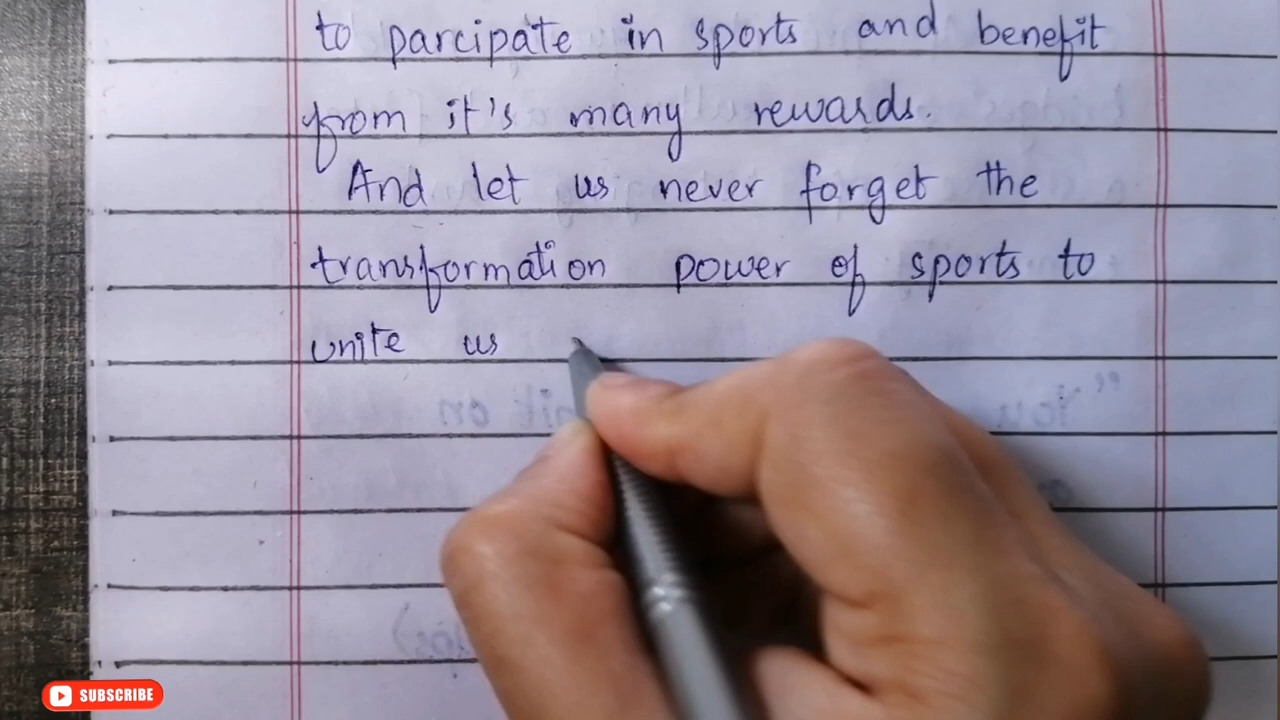 to parcipate in sports and benefit
from it's many rewards.
And let us never forget the
transformation power of sports to
unite us
SUBSCRIBE